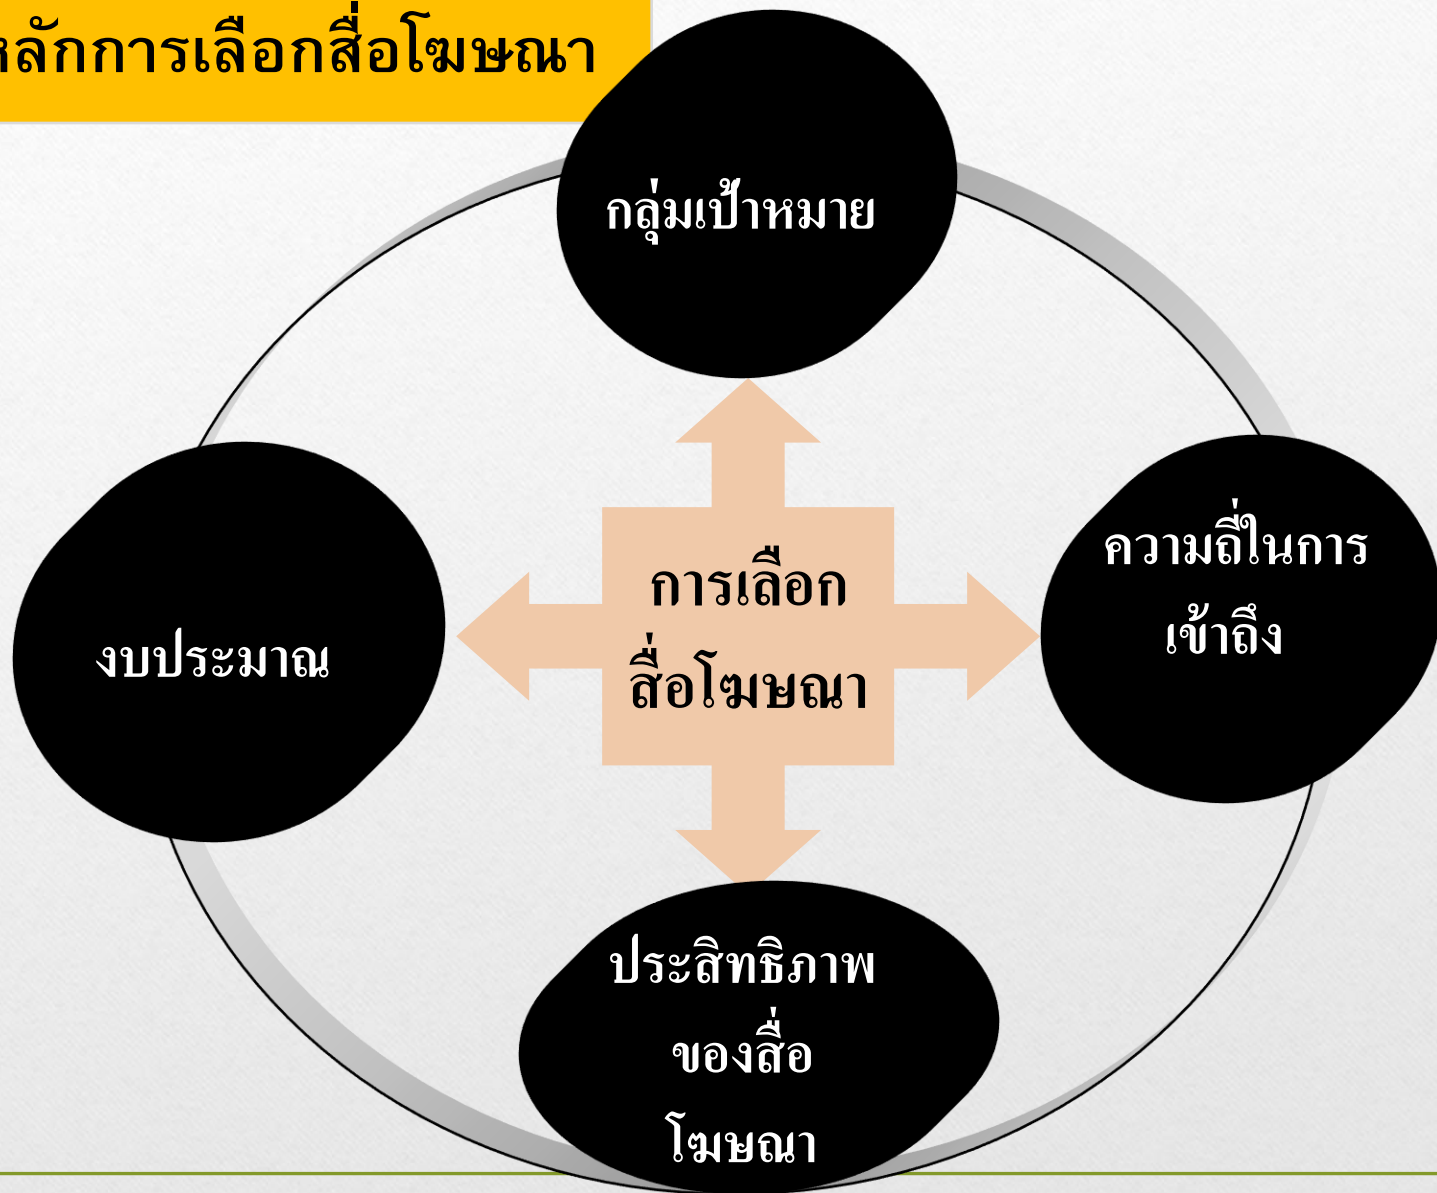 หลักการเลือกสื่อโฆษณา
กลุ่มเป้าหมาย
ความถี่ในการ
เข้าถึง
การเลือก
สื่อโฆษณา
งบประมาณ
ประสิทธิภาพ
ของสื่อ
โฆษณา